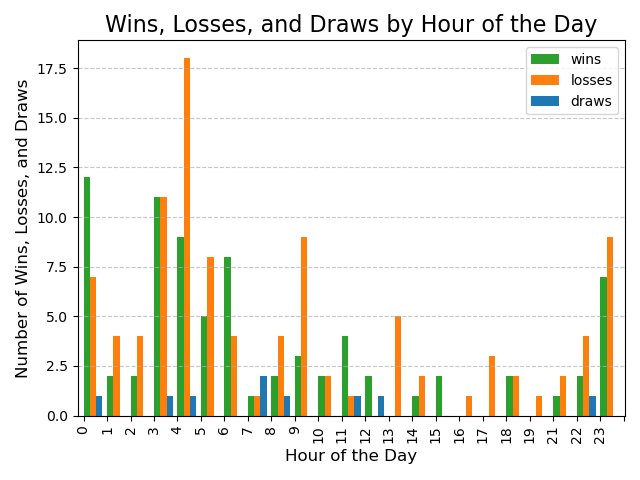 Wins, Losses, and Draws by Hour of the Day
wins
losses
draws
Number of Wins, Losses, and Draws
17.5
15.0
12.5
10.0
7.5
5.0
2.5
0.0
0 1 2 3 4 5 6 7 8 9 10 11 12 13 14 15 16 17 18 19 21 22 23
Hour of the Day